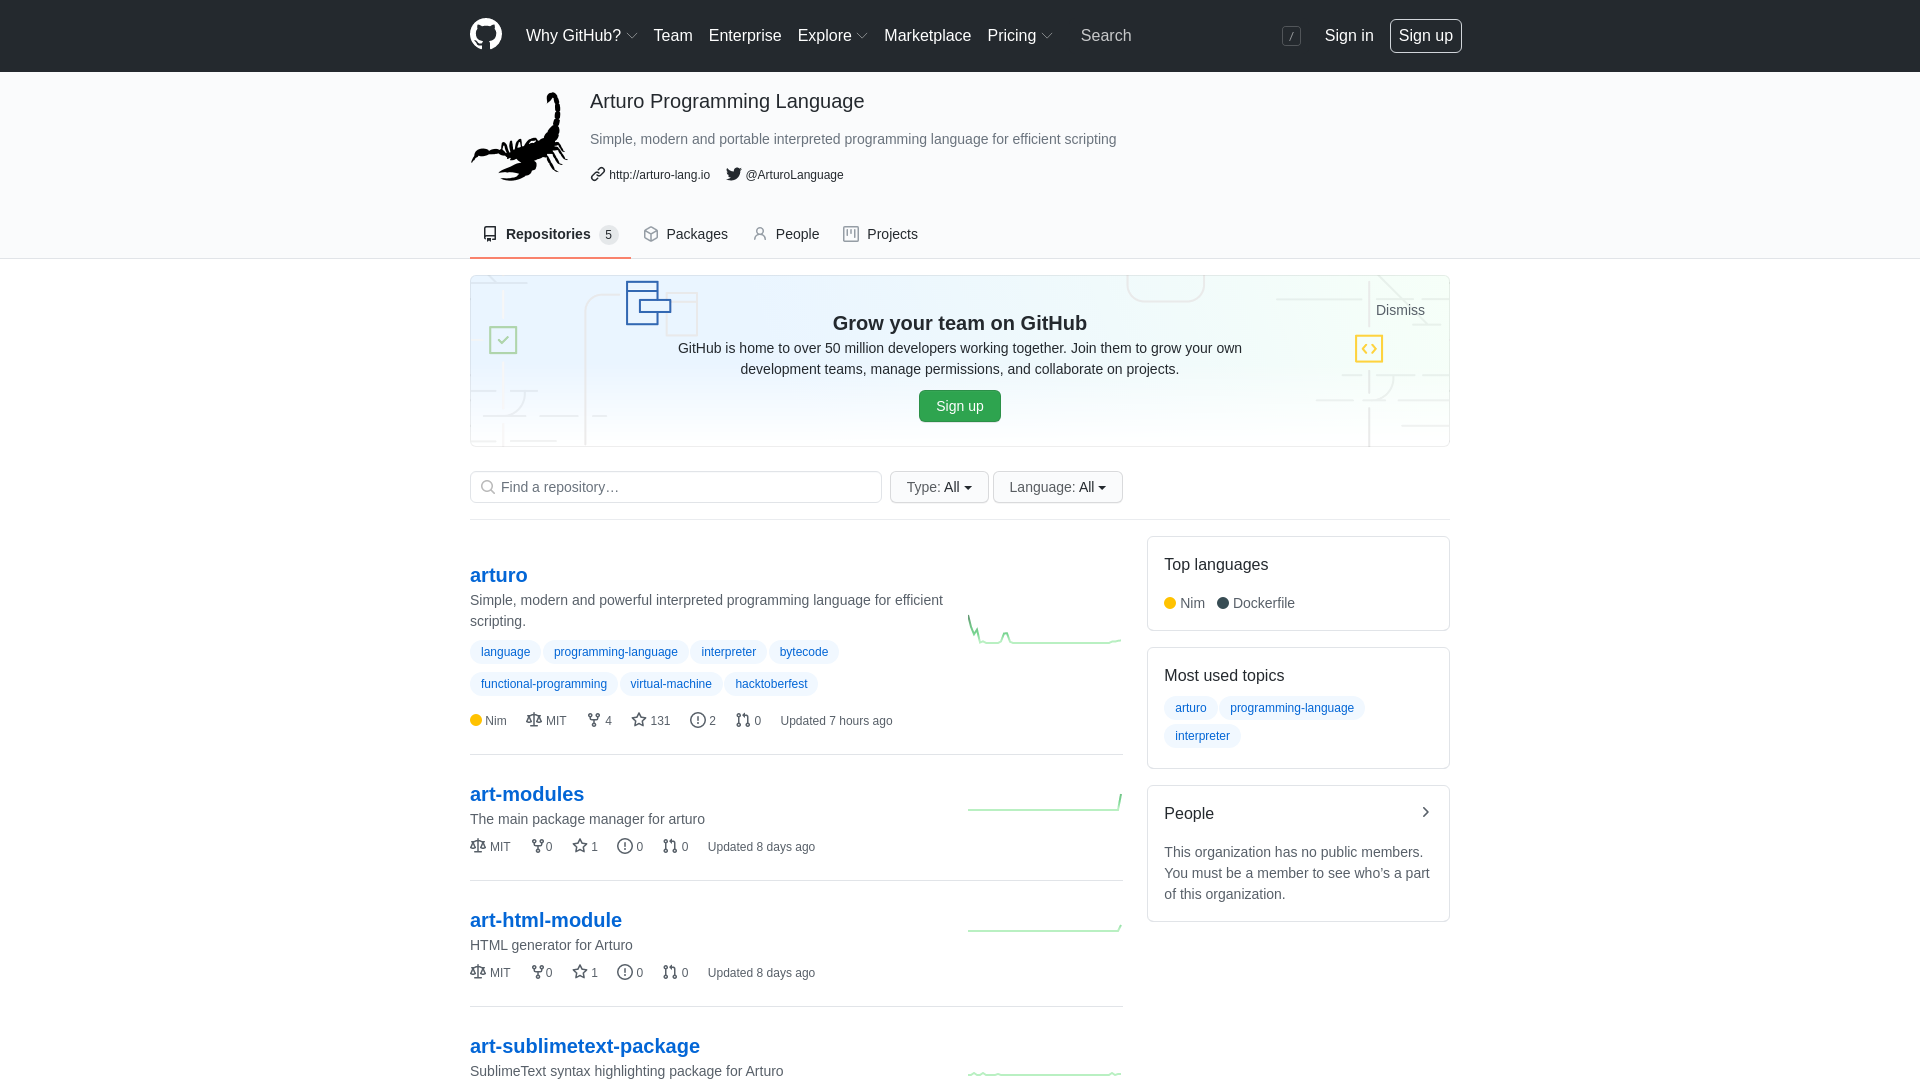 Why GitHub? Team Enterprise Explore Marketplace Pricing Search / Sign in Sign up
Arturo Programming Language
Simple, modern and portable interpreted programming language for efficient scripting
http://arturo-lang.io @ArturoLanguage
Repositories 5 Packages People Projects
Dismiss
Grow your team on GitHub
GitHub is home to over 50 million developers working together. Join them to grow your own
development teams, manage permissions, and collaborate on projects.
Sign up
Find a repository… Type: All Language: All
arturo
Simple, modern and powerful interpreted programming language for efficient
scripting.
language programming-language interpreter bytecode
functional-programming virtual-machine hacktoberfest
Nim MIT 4 131 2 0 Updated 7 hours ago
art-modules
The main package manager for arturo
MIT 0 1 0 0 Updated 8 days ago
art-html-module
HTML generator for Arturo
MIT 0 1 0 0 Updated 8 days ago
art-sublimetext-package
SublimeText syntax highlighting package for Arturo
Top languages
Nim Dockerfile
Most used topics
arturo programming-language
interpreter
People
This organization has no public members.
You must be a member to see who’s a part
of this organization.